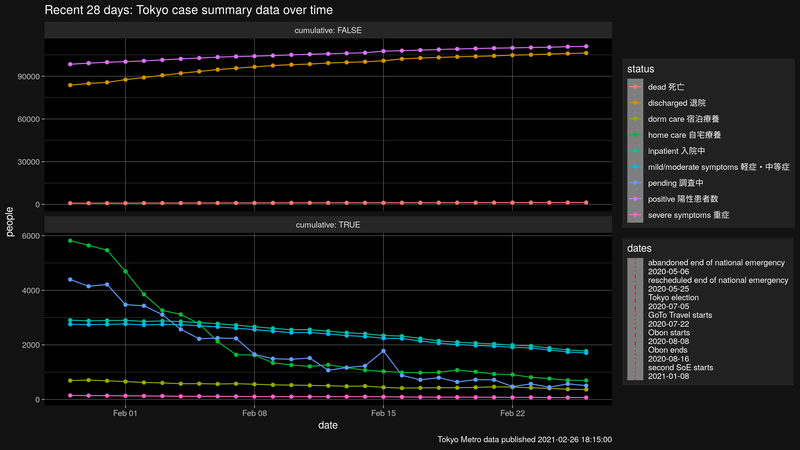 Recent 28 days: Tokyo case summary data over time
cumulative: FALSE
90000
60000
30000
0
cumulative: TRUE
6000
4000
2000
0
people
Feb 01
Feb 08
Feb 15
Feb 22
date
Tokyo Metro data published 2021-02-26 18:15:00
status
dead 死亡
discharged 退院
dorm care 宿泊療養
home care 自宅療養
inpatient 入院中
mild/moderate symptoms 軽症・中等症
pending 調査中
positive 陽性患者数
severe symptoms 重症
dates
abandoned end of national emergency
2020-05-06
rescheduled end of national emergency
2020-05-25
Tokyo election
2020-07-05
GoTo Travel starts
2020-07-22
Obon starts
2020-08-08
Obon ends
2020-08-16
second SoE starts
2021-01-08